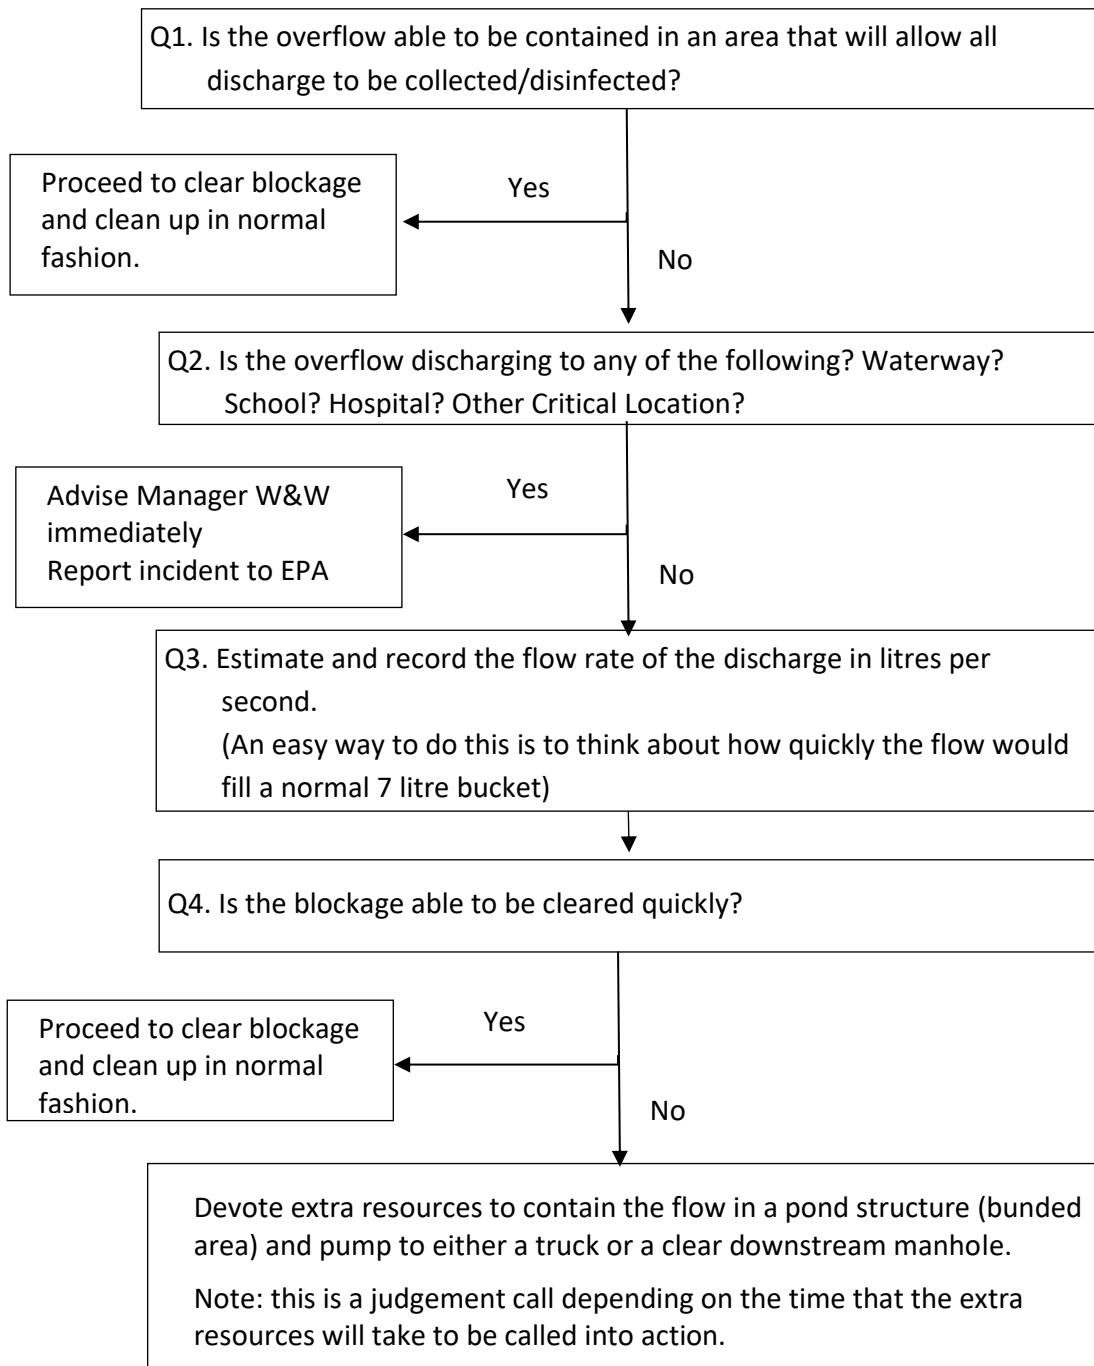 Q1. Is the overflow able to be contained in an area that will allow all
discharge to be collected/disinfected?
Proceed to clear blockage
and clean up in normal
fashion.
Yes
No
Q2. Is the overflow discharging to any of the following? Waterway?
School? Hospital? Other Critical Location?
Advise Manager W&W
immediately
Report incident to EPA
Yes
No
Q3. Estimate and record the flow rate of the discharge in litres per
second.
(An easy way to do this is to think about how quickly the flow would
fill a normal 7 litre bucket)
Q4. Is the blockage able to be cleared quickly?
Proceed to clear blockage
and clean up in normal
fashion.
Yes
No
Devote extra resources to contain the flow in a pond structure (bunded
area) and pump to either a truck or a clear downstream manhole.
Note: this is a judgement call depending on the time that the extra
resources will take to be called into action.